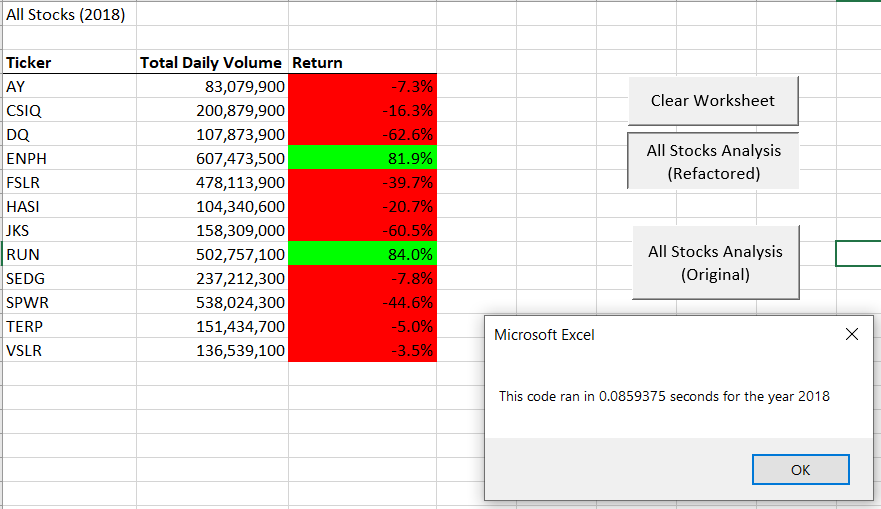 All Stocks (2018)
Ticker Total Daily Volume Return
AY 83,079,900 -7.3%
CSIQ 200,879,900 -16.3%
DQ 107,873,900 -62.6%
ENPH 607,473,500 81.9%
FSLR 478,113,900 -39.7%
HASI 104,340,600 -20.7%
JKS 158,309,000 -60.5%
RUN 502,757,100 84.0%
SEDG 237,212,300 -7.8%
SPWR 538,024,300 -44.6%
TERP 151,434,700 -5.0%
VSLR 136,539,100 -3.5%
Clear Worksheet
All Stocks Analysis
(Refactored)
All Stocks Analysis
(Original)
Microsoft Excel
This code ran in 0.0859375 seconds for the year 2018
OK